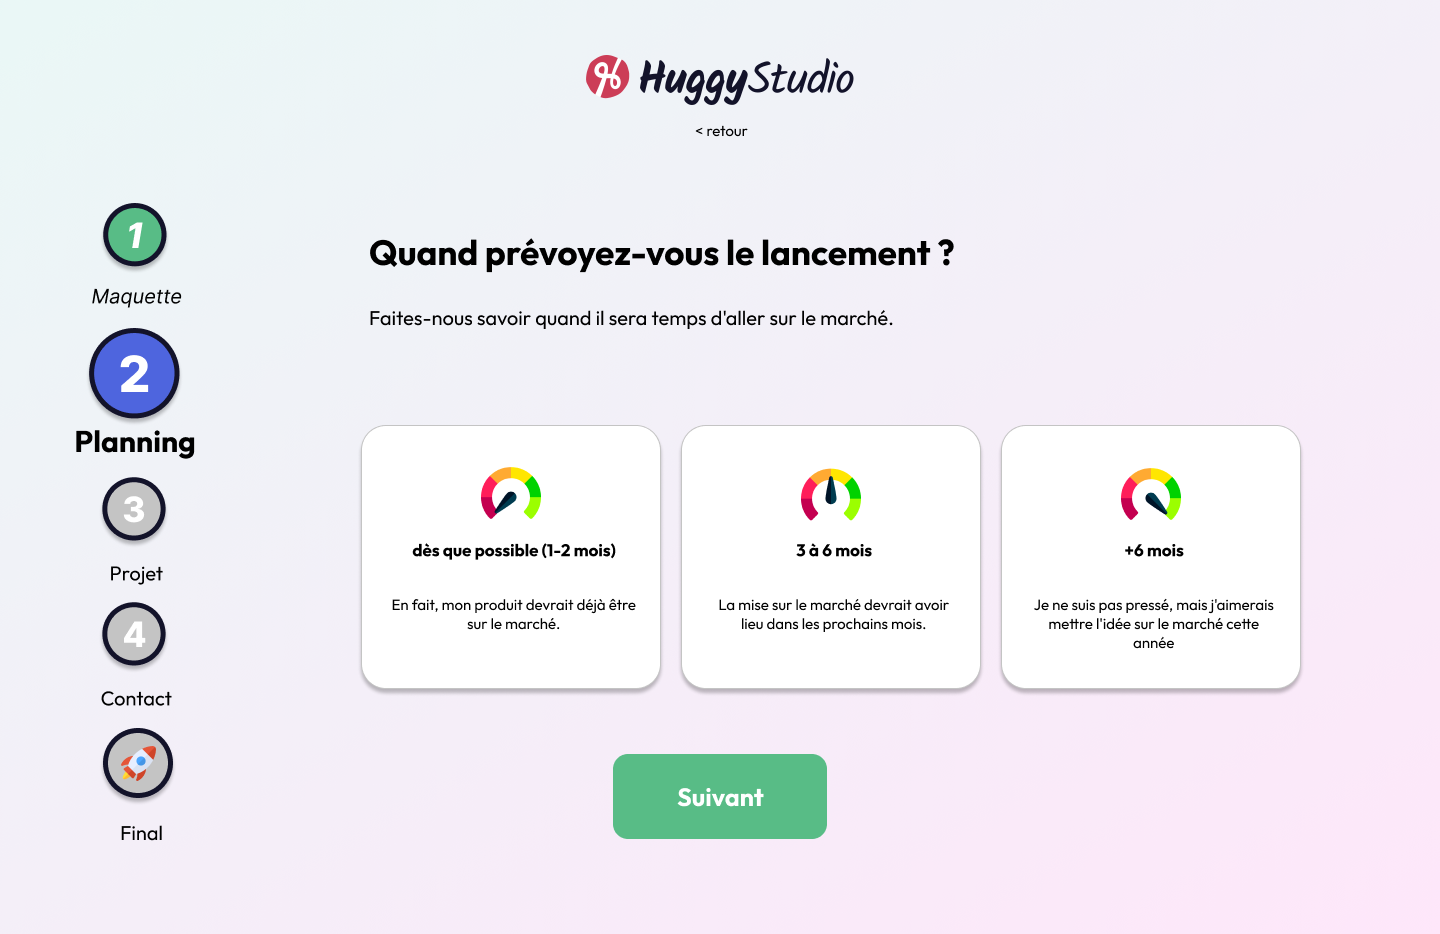 HuggyStudio
< retour
1
Maquette
2
Planning
3
Projet
4
Contact
Final
Quand prévoyez-vous le lancement ?
Faites-nous savoir quand il sera temps d'aller sur le marché.
dès que possible (1-2 mois)
En fait, mon produit devrait déjà être
sur le marché.
3 à 6 mois
La mise sur le marché devrait avoir
lieu dans les prochains mois.
+6 mois
Je ne suis pas pressé, mais j'aimerais
mettre l'idée sur le marché cette
année
Suivant